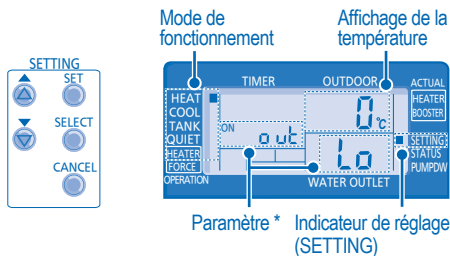 Mode de
fonctionnement
Affichage de la
température
SETTING
SET
SELECT
CANCEL
TIMER
OUTDOOR
ACTUAL
HEAT
COOL
TANK
QUIET
HEATER
FORCE
OPERATION
ON
out
0 °C
Lo
WATER OUTLET
HEATER
BOOSTER
SETTING
STATUS
PUMPDW
Paramètre *
Indicateur de réglage
(SETTING)